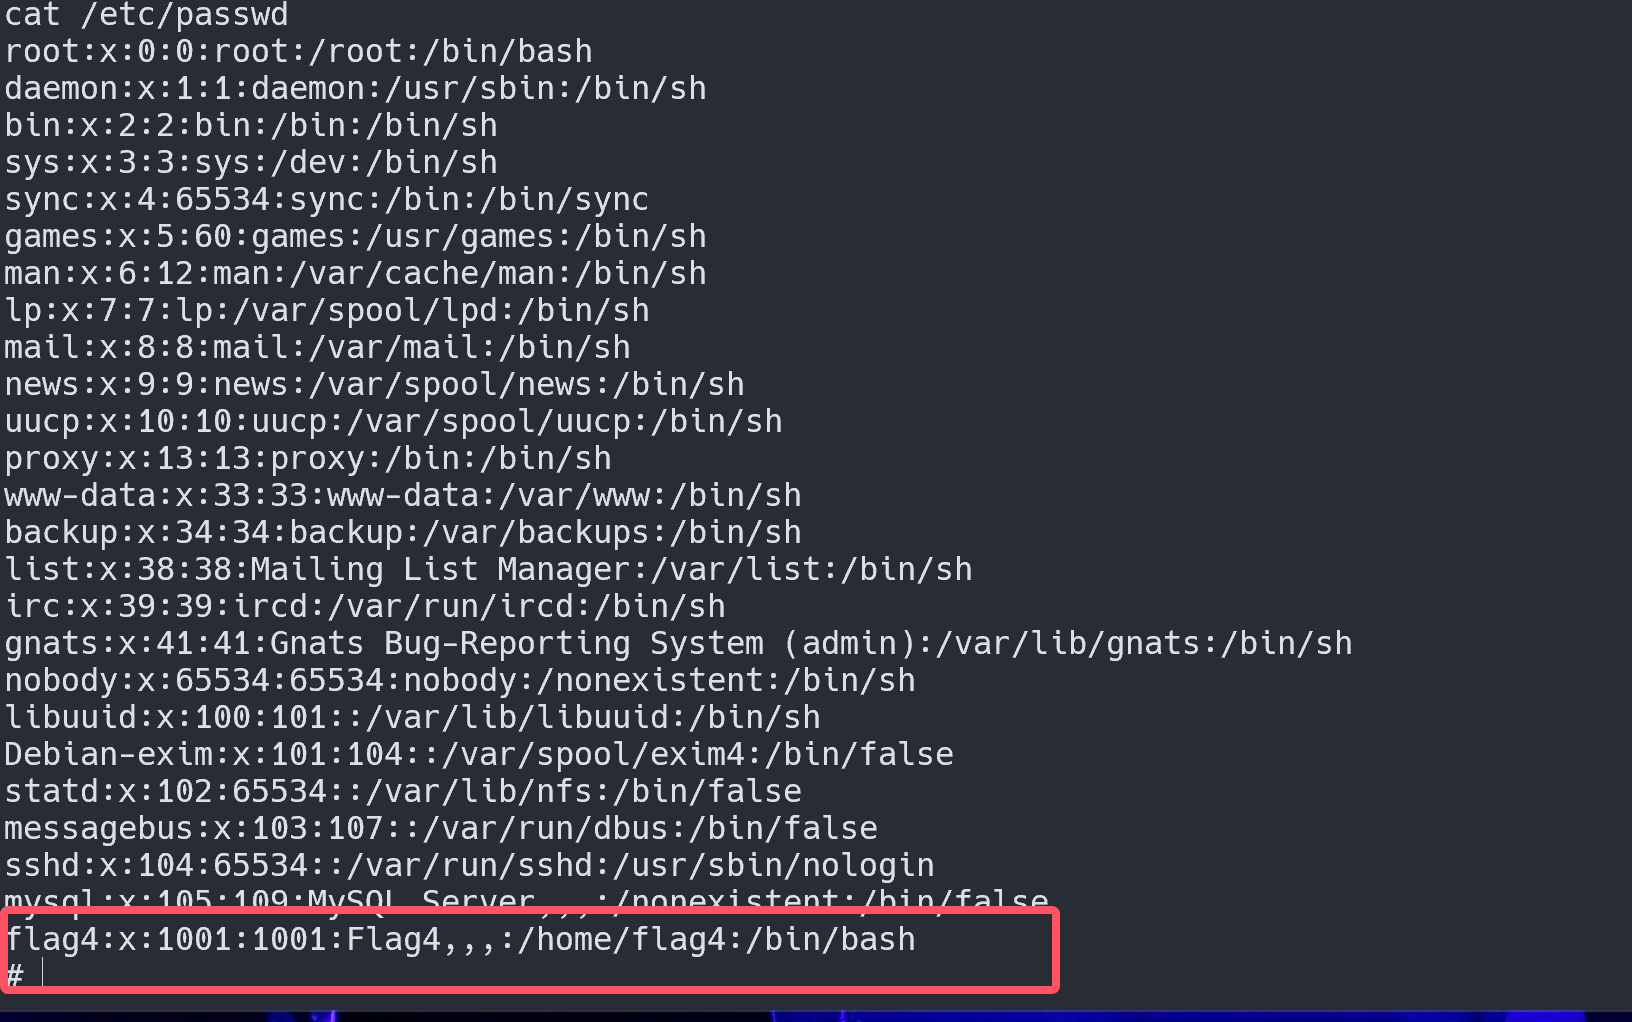 cat /etc/passwd
root:x:0:0:root:/root:/bin/bash
daemon:x:1:1:daemon:/usr/sbin:/bin/sh
bin:x:2:2:bin:/bin:/bin/sh
sys:x:3:3:sys:/dev:/bin/sh
sync:x:4:65534:sync:/bin:/bin/sync
games:x:5:60:games:/usr/games:/bin/sh
man:x:6:12:man:/var/cache/man:/bin/sh
lp:x:7:7:lp:/var/spool/lpd:/bin/sh
mail:x:8:8:mail:/var/mail:/bin/sh
news:x:9:9:news:/var/spool/news:/bin/sh
uucp:x:10:10:uucp:/var/spool/uucp:/bin/sh
proxy:x:13:13:proxy:/bin:/bin/sh
www-data:x:33:33:www-data:/var/www:/bin/sh
backup:x:34:34:backup:/var/backups:/bin/sh
list:x:38:38:Mailing List Manager:/var/list:/bin/sh
irc:x:39:39:ircd:/var/run/ircd:/bin/sh
gnats:x:41:41:Gnats Bug-Reporting System (admin):/var/lib/gnats:/bin/sh
nobody:x:65534:65534:nobody:/nonexistent:/bin/sh
libuuid:x:100:101::/var/lib/libuuid:/bin/sh
Debian-exim:x:101:104::/var/spool/exim4:/bin/false
statd:x:102:65534::/var/lib/nfs:/bin/false
messagebus:x:103:107::/var/run/dbus:/bin/false
sshd:x:104:65534::/var/run/sshd:/usr/sbin/nologin
mysql:x:105:109:MySQL Server,,,:/nonexistent:/bin/false
flag4:x:1001:1001:Flag4,,,:/home/flag4:/bin/bash
#